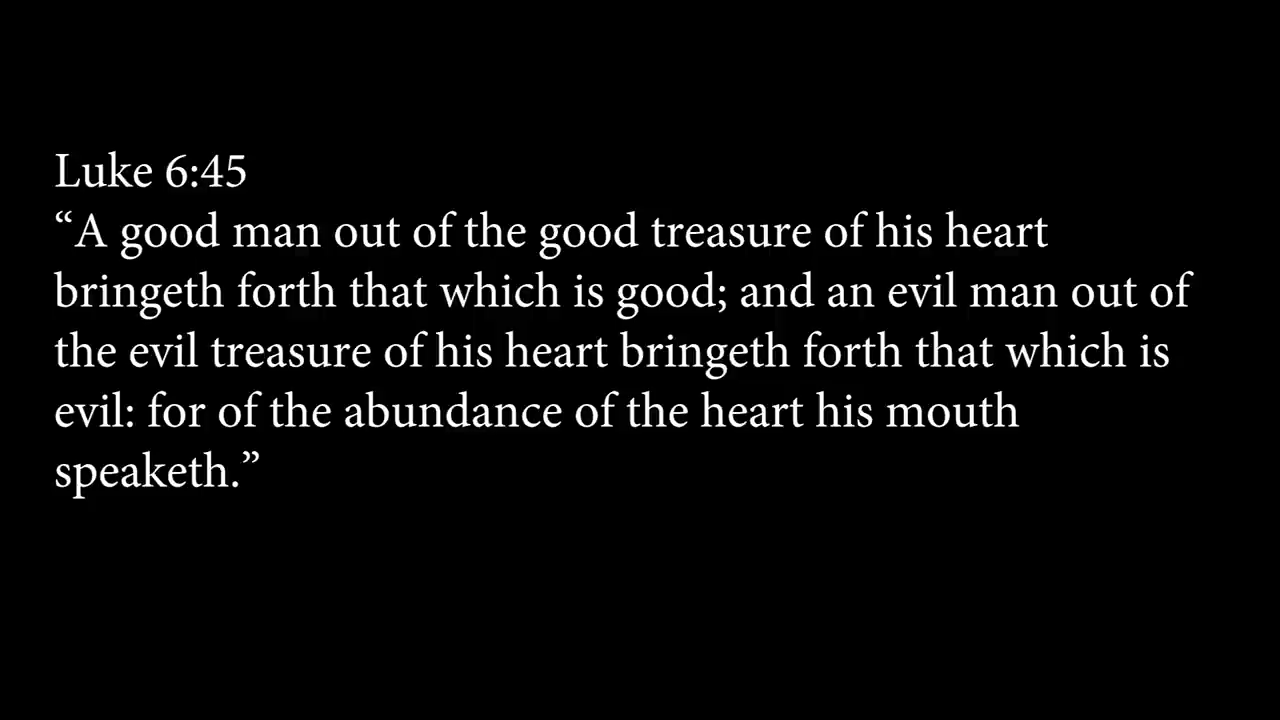 Luke 6:45
“A good man out of the good treasure of his heart
bringeth forth that which is good; and an evil man out of
the evil treasure of his heart bringeth forth that which is
evil: for of the abundance of the heart his mouth
speaketh.”